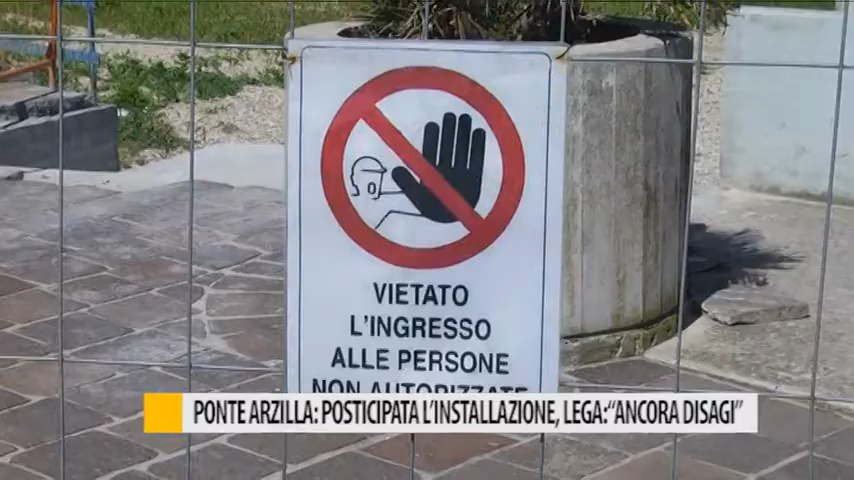 VIETATO
L'INGRESSO
ALLE PERSONE
NON AUTORIZZATE
PONTE ARZILLA: POSTICIPATA L'INSTALLAZIONE, LEGA:“ANCORA DISAGI”